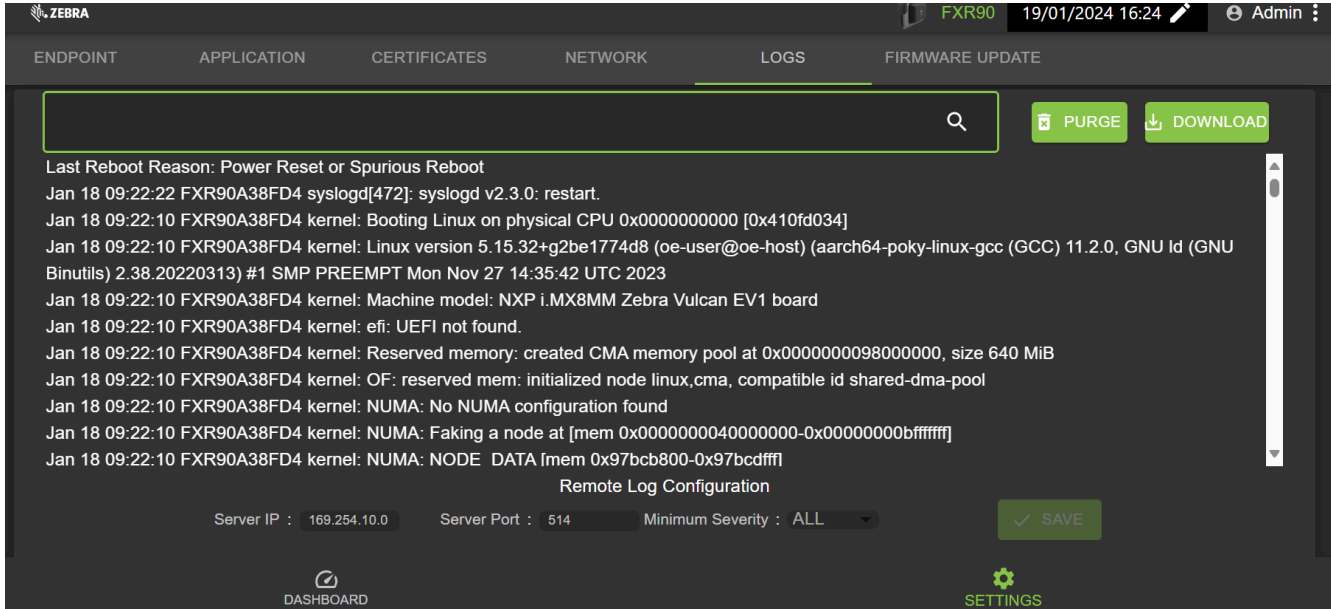 ZEBRA
FXR90
19/01/2024 16:24
Admin
ENDPOINT
APPLICATION
CERTIFICATES
NETWORK
LOGS
FIRMWARE UPDATE
PURGE
DOWNLOAD
Last Reboot Reason: Power Reset or Spurious Reboot
Jan 18 09:22:22 FXR90A38FD4 syslogd[472]: syslogd v2.3.0: restart.
Jan 18 09:22:10 FXR90A38FD4 kernel: Booting Linux on physical CPU 0x0000000000 [0x410fd034]
Jan 18 09:22:10 FXR90A38FD4 kernel: Linux version 5.15.32+g2be1774d8 (oe-user@oe-host) (aarch64-poky-linux-gcc (GCC) 11.2.0, GNU ld (GNU
Binutils) 2.38.20220313) #1 SMP PREEMPT Mon Nov 27 14:35:42 UTC 2023
Jan 18 09:22:10 FXR90A38FD4 kernel: Machine model: NXP i.MX8MM Zebra Vulcan EV1 board
Jan 18 09:22:10 FXR90A38FD4 kernel: efi: UEFI not found.
Jan 18 09:22:10 FXR90A38FD4 kernel: Reserved memory: created CMA memory pool at 0x0000000098000000, size 640 MiB
Jan 18 09:22:10 FXR90A38FD4 kernel: OF: reserved mem: initialized node linux,cma, compatible id shared-dma-pool
Jan 18 09:22:10 FXR90A38FD4 kernel: NUMA: No NUMA configuration found
Jan 18 09:22:10 FXR90A38FD4 kernel: NUMA: Faking a node at [mem 0x0000000040000000-0x00000000bfffffff]
Jan 18 09:22:10 FXR90A38FD4 kernel: NUMA: NODE_DATA [mem 0x97bcb800-0x97bcdfff]
Remote Log Configuration
Server IP : 169.254.10.0
Server Port : 514
Minimum Severity : ALL
SAVE
DASHBOARD
SETTINGS